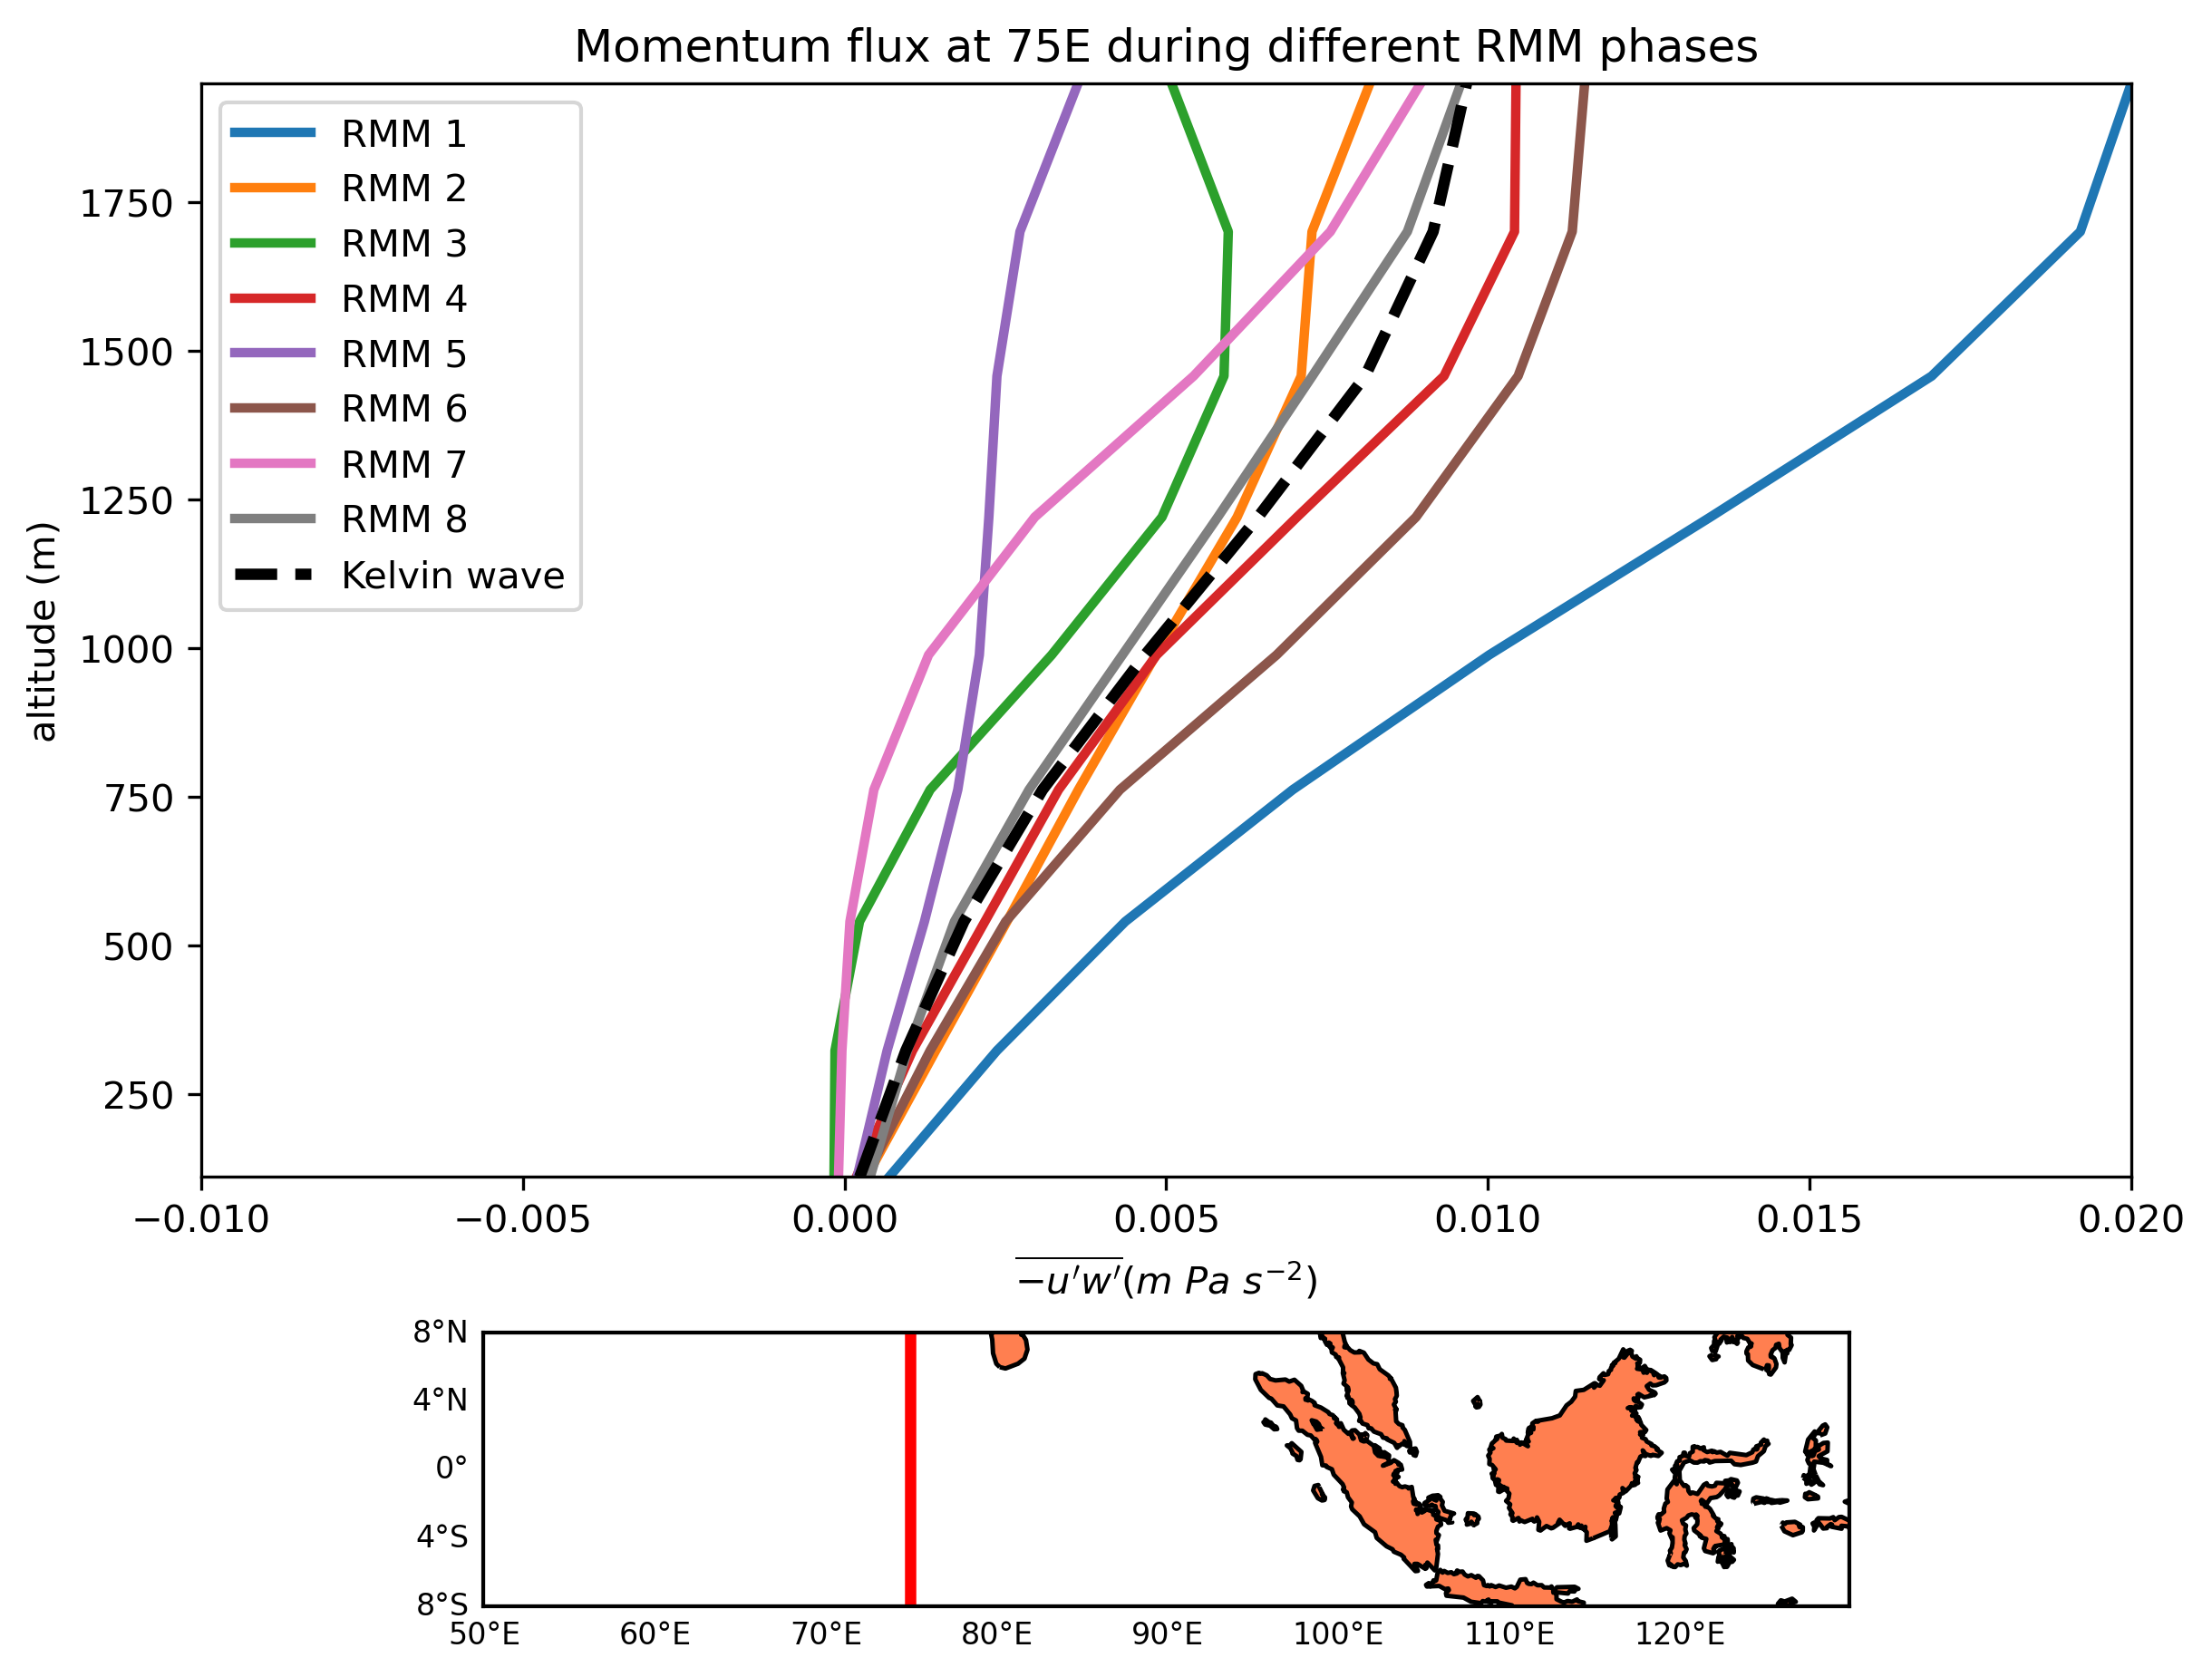 Momentum flux at 75E during different RMM phases
RMM 1
RMM 2
RMM 3
RMM 4
RMM 5
RMM 6
RMM 7
RMM 8
Kelvin wave
altitude (m)
1750
1500
1250
1000
750
500
250
−0.010 −0.005 0.000 0.005 0.010 0.015 0.020
$\overline{-u'w'}(m\ Pa\ s^{-2})$
8°N
4°N
0°
4°S
8°S
50°E 60°E 70°E 80°E 90°E 100°E 110°E 120°E